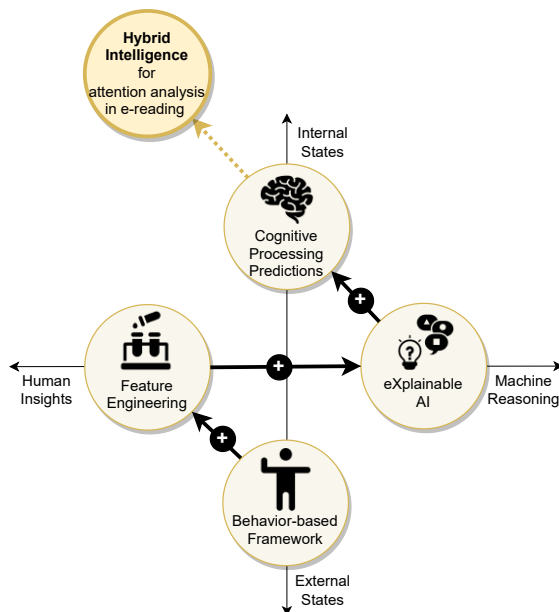 Hybrid
Intelligence
for
attention analysis
in e-reading
Internal
States
Cognitive
Processing
Predictions
+
+
?
Human
Insights
Feature
Engineering
eXplainable
AI
Machine
Reasoning
+
Behavior-based
Framework
External
States